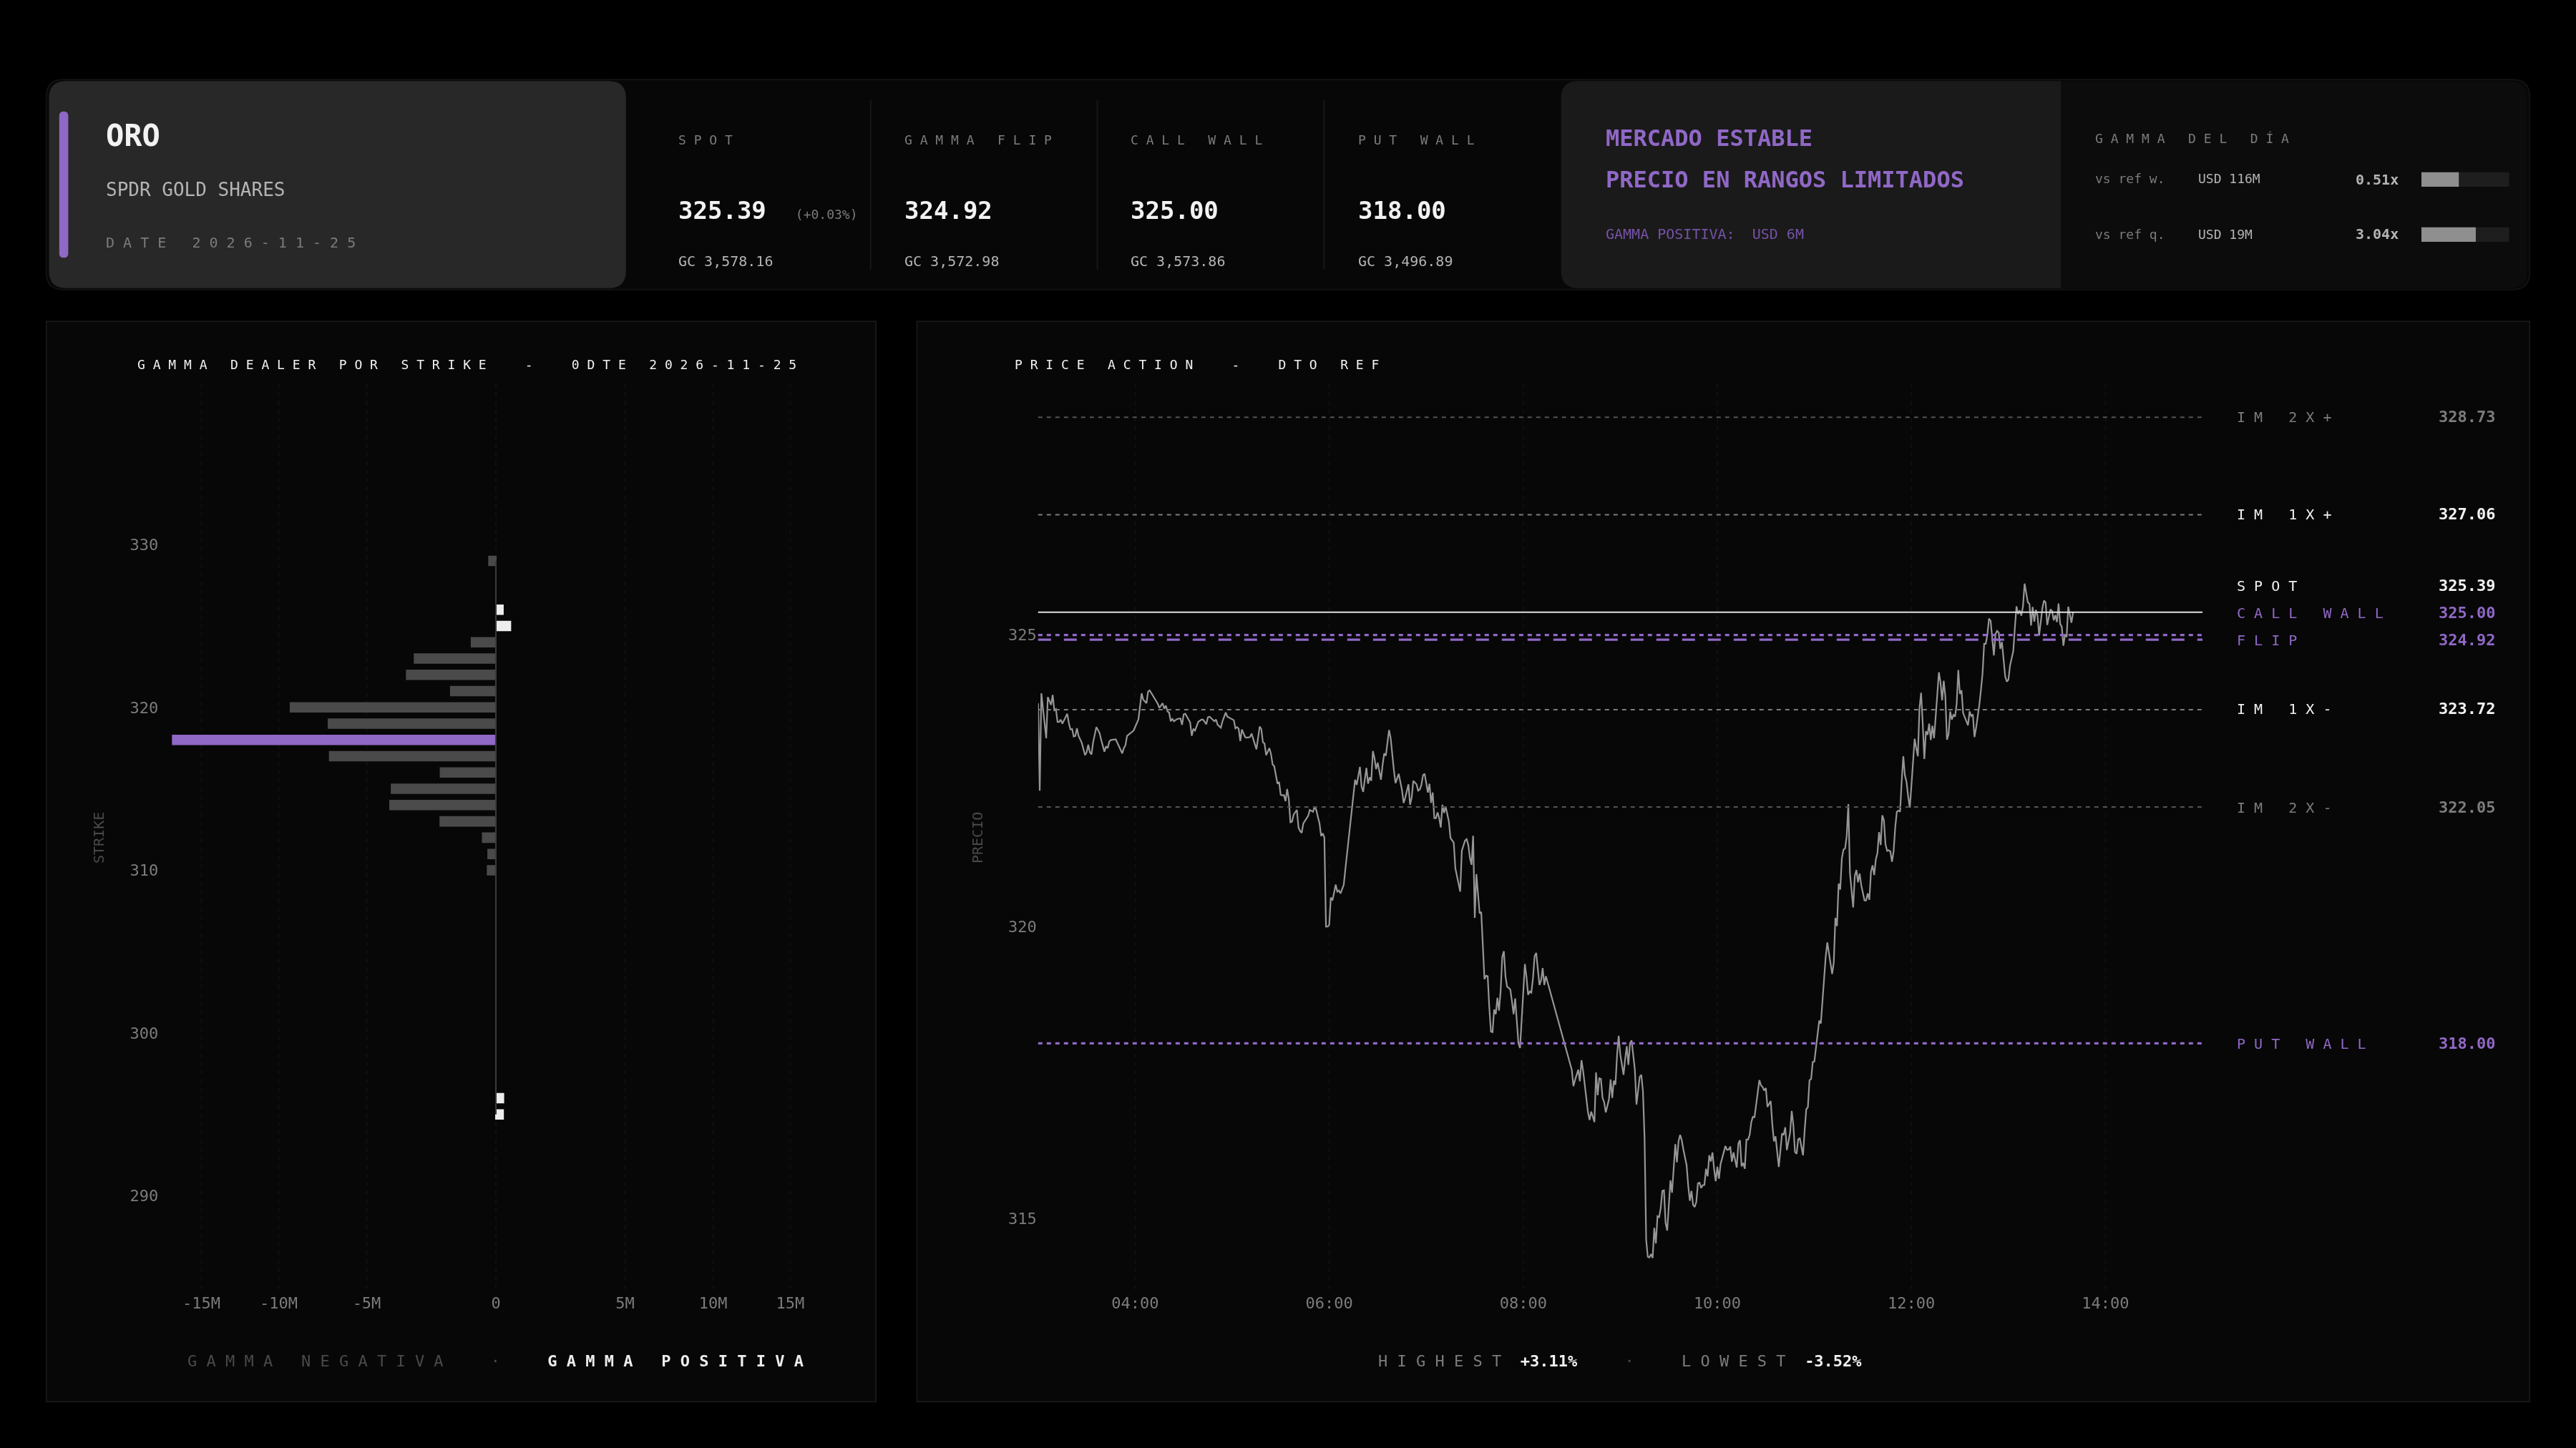 ORO
SPDR GOLD SHARES
DATE 2026-11-25
SPOT
325.39 (+0.03%)
GC 3,578.16
GAMMA FLIP
324.92
GC 3,572.98
CALL WALL
325.00
GC 3,573.86
PUT WALL
318.00
GC 3,496.89
MERCADO ESTABLE
PRECIO EN RANGOS LIMITADOS
GAMMA POSITIVA: USD 6M
GAMMA DEL DÍA
vs ref w. USD 116M 0.51x
vs ref q. USD 19M 3.04x
GAMMA DEALER POR STRIKE - 0DTE 2026-11-25
STRIKE
330
320
310
300
290
-15M -10M -5M 0 5M 10M 15M
GAMMA NEGATIVA · GAMMA POSITIVA
PRICE ACTION - DTO REF
PRECIO
325
320
315
IM 2X+ 328.73
IM 1X+ 327.06
SPOT 325.39
CALL WALL 325.00
FLIP 324.92
IM 1X- 323.72
IM 2X- 322.05
PUT WALL 318.00
04:00 06:00 08:00 10:00 12:00 14:00
HIGHEST +3.11% · LOWEST -3.52%